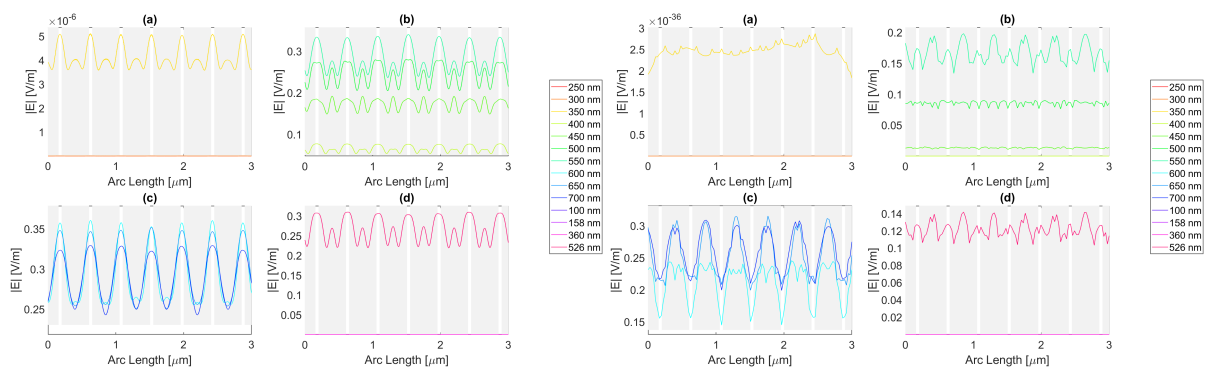 ×10⁻⁶
(a)
|E| [V/m]
5
4
3
2
1
0
1
2
3
Arc Length [μm]
(b)
|E| [V/m]
0.3
0.2
0.1
0
1
2
3
Arc Length [μm]
(c)
|E| [V/m]
0.35
0.3
0.25
0
1
2
3
Arc Length [μm]
(d)
|E| [V/m]
0.3
0.25
0.2
0.15
0.1
0.05
0
1
2
3
Arc Length [μm]
250 nm
300 nm
350 nm
400 nm
450 nm
500 nm
550 nm
600 nm
650 nm
700 nm
100 nm
158 nm
360 nm
526 nm
×10⁻³⁶
(a)
|E| [V/m]
3
2.5
2
1.5
1
0.5
0
1
2
3
Arc Length [μm]
(b)
|E| [V/m]
0.2
0.15
0.1
0.05
0
1
2
3
Arc Length [μm]
(c)
|E| [V/m]
0.3
0.25
0.2
0.15
0
1
2
3
Arc Length [μm]
(d)
|E| [V/m]
0.14
0.12
0.1
0.08
0.06
0.04
0.02
0
1
2
3
Arc Length [μm]
250 nm
300 nm
350 nm
400 nm
450 nm
500 nm
550 nm
600 nm
650 nm
700 nm
100 nm
158 nm
360 nm
526 nm